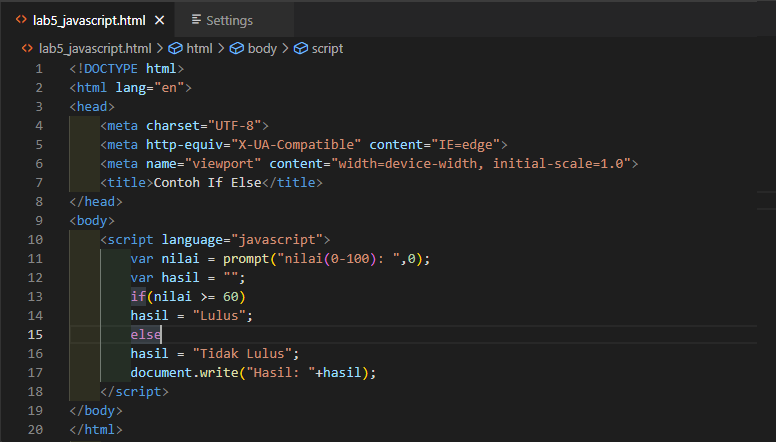 lab5_javascript.html Settings
lab5_javascript.html > html > body > script
1 <!DOCTYPE html>
2 <html lang="en">
3 <head>
4 <meta charset="UTF-8">
5 <meta http-equiv="X-UA-Compatible" content="IE=edge">
6 <meta name="viewport" content="width=device-width, initial-scale=1.0">
7 <title>Contoh If Else</title>
8 </head>
9 <body>
10 <script language="javascript">
11 var nilai = prompt("nilai(0-100): ",0);
12 var hasil = "";
13 if(nilai >= 60)
14 hasil = "Lulus";
15 else
16 hasil = "Tidak Lulus";
17 document.write("Hasil: "+hasil);
18 </script>
19 </body>
20 </html>